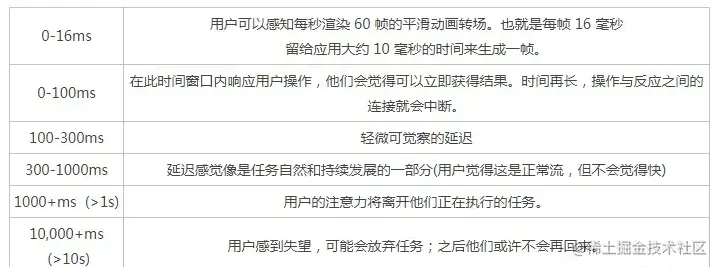 0-16ms
用户可以感知每秒渲染 60 帧的平滑动画转场。也就是每帧 16 毫秒
留给应用大约 10 毫秒的时间来生成一帧。
0-100ms
在此时间窗口内响应用户操作，他们会觉得可以立即获得结果。时间再长，操作与反应之间的
连接就会中断。
100-300ms
轻微可觉察的延迟
300-1000ms
延迟感觉像是任务自然和持续发展的一部分(用户觉得这是正常流，但不会觉得快)
1000+ms (>1s)
用户的注意力将离开他们正在执行的任务。
10,000+ms
(>10s)
用户感到失望，可能会放弃任务；之后他们或许不会再回来。
@稀土掘金技术社区